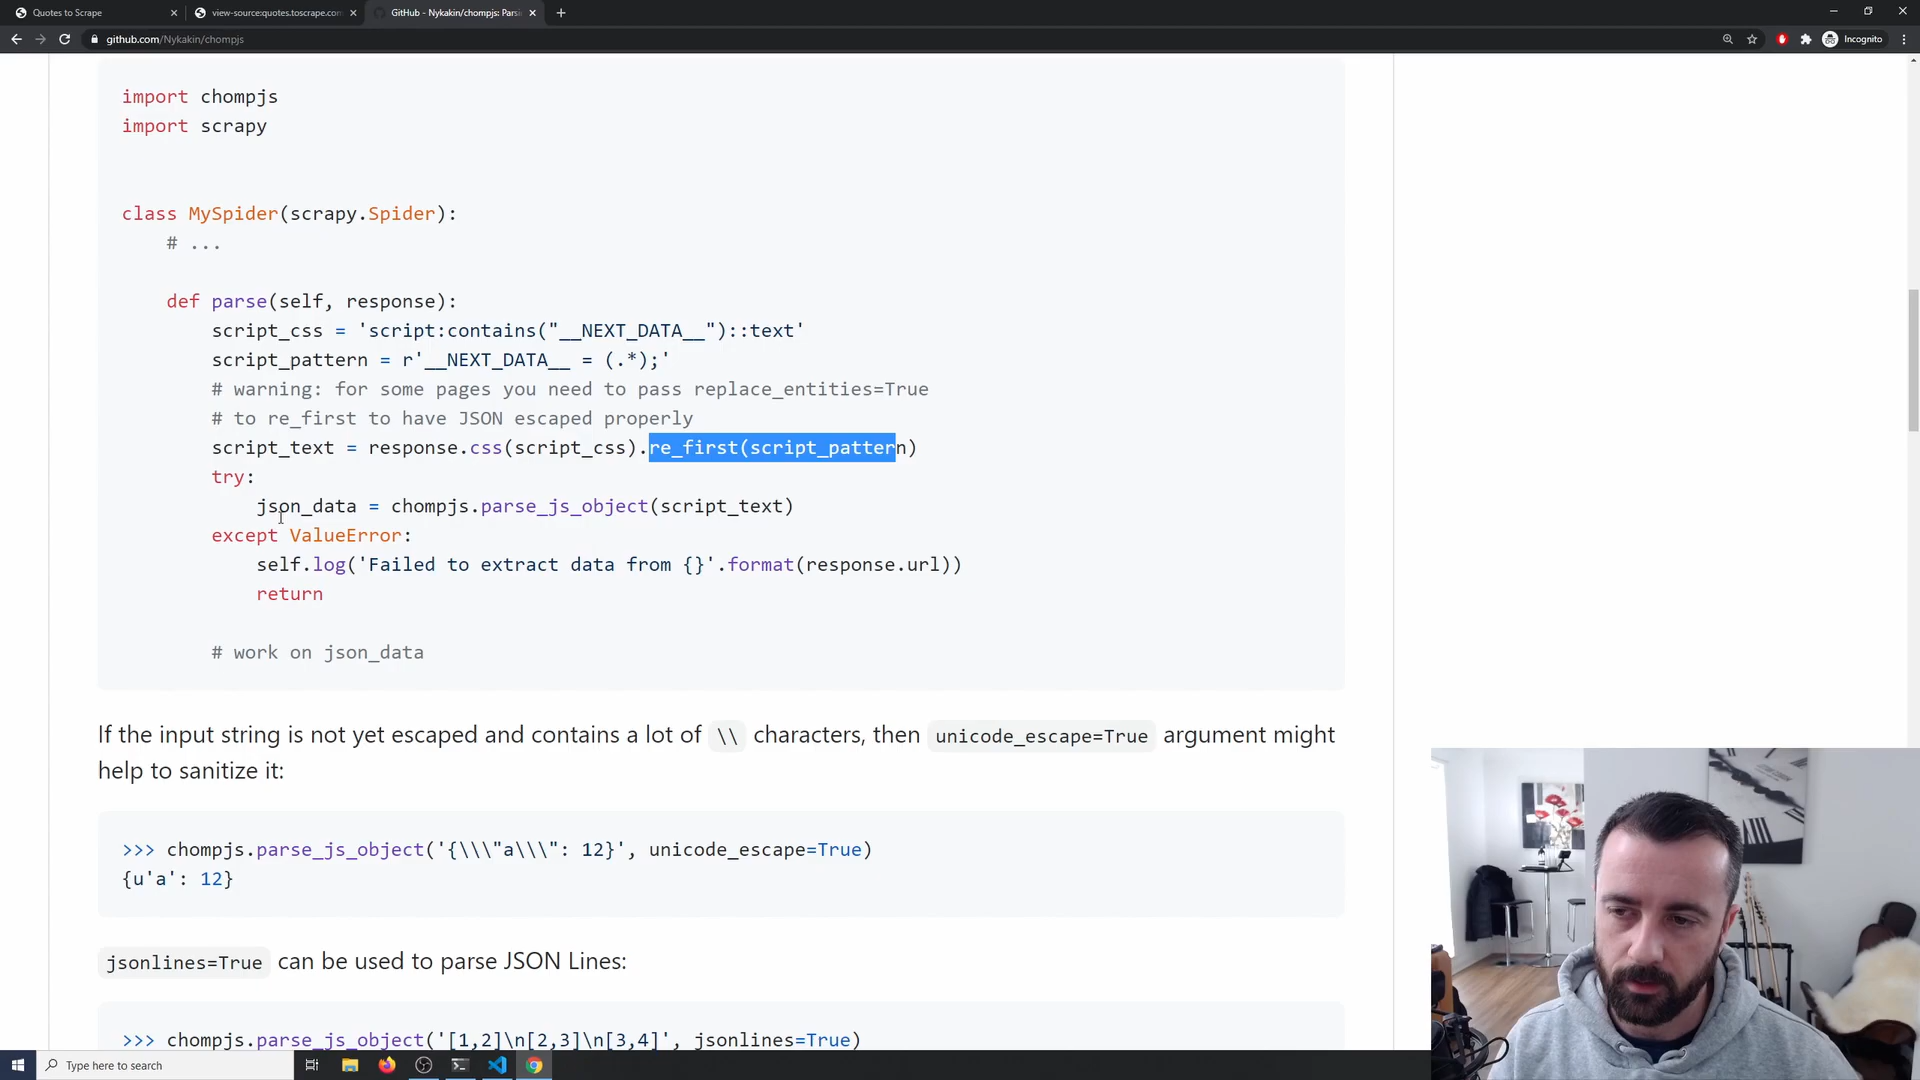 Quotes to Scrape
view-source:quotes.toscrape.com
GitHub - Nykakin/chompjs: Parsi
github.com/Nykakin/chompjs
Incognito
import chompjs
import scrapy
class MySpider(scrapy.Spider):
# ...
def parse(self, response):
script_css = 'script:contains("__NEXT_DATA__")::text'
script_pattern = r'__NEXT_DATA__ = (.*);'
# warning: for some pages you need to pass replace_entities=True
# to re_first to have JSON escaped properly
script_text = response.css(script_css).re_first(script_pattern)
try:
json_data = chompjs.parse_js_object(script_text)
except ValueError:
self.log('Failed to extract data from {}'.format(response.url))
return
# work on json_data
If the input string is not yet escaped and contains a lot of \\ characters, then unicode_escape=True argument might
help to sanitize it:
>>> chompjs.parse_js_object('{\\\"a\\\": 12}', unicode_escape=True)
{u'a': 12}
jsonlines=True can be used to parse JSON Lines:
>>> chompjs.parse_js_object('[1,2]\n[2,3]\n[3,4]', jsonlines=True)
Type here to search